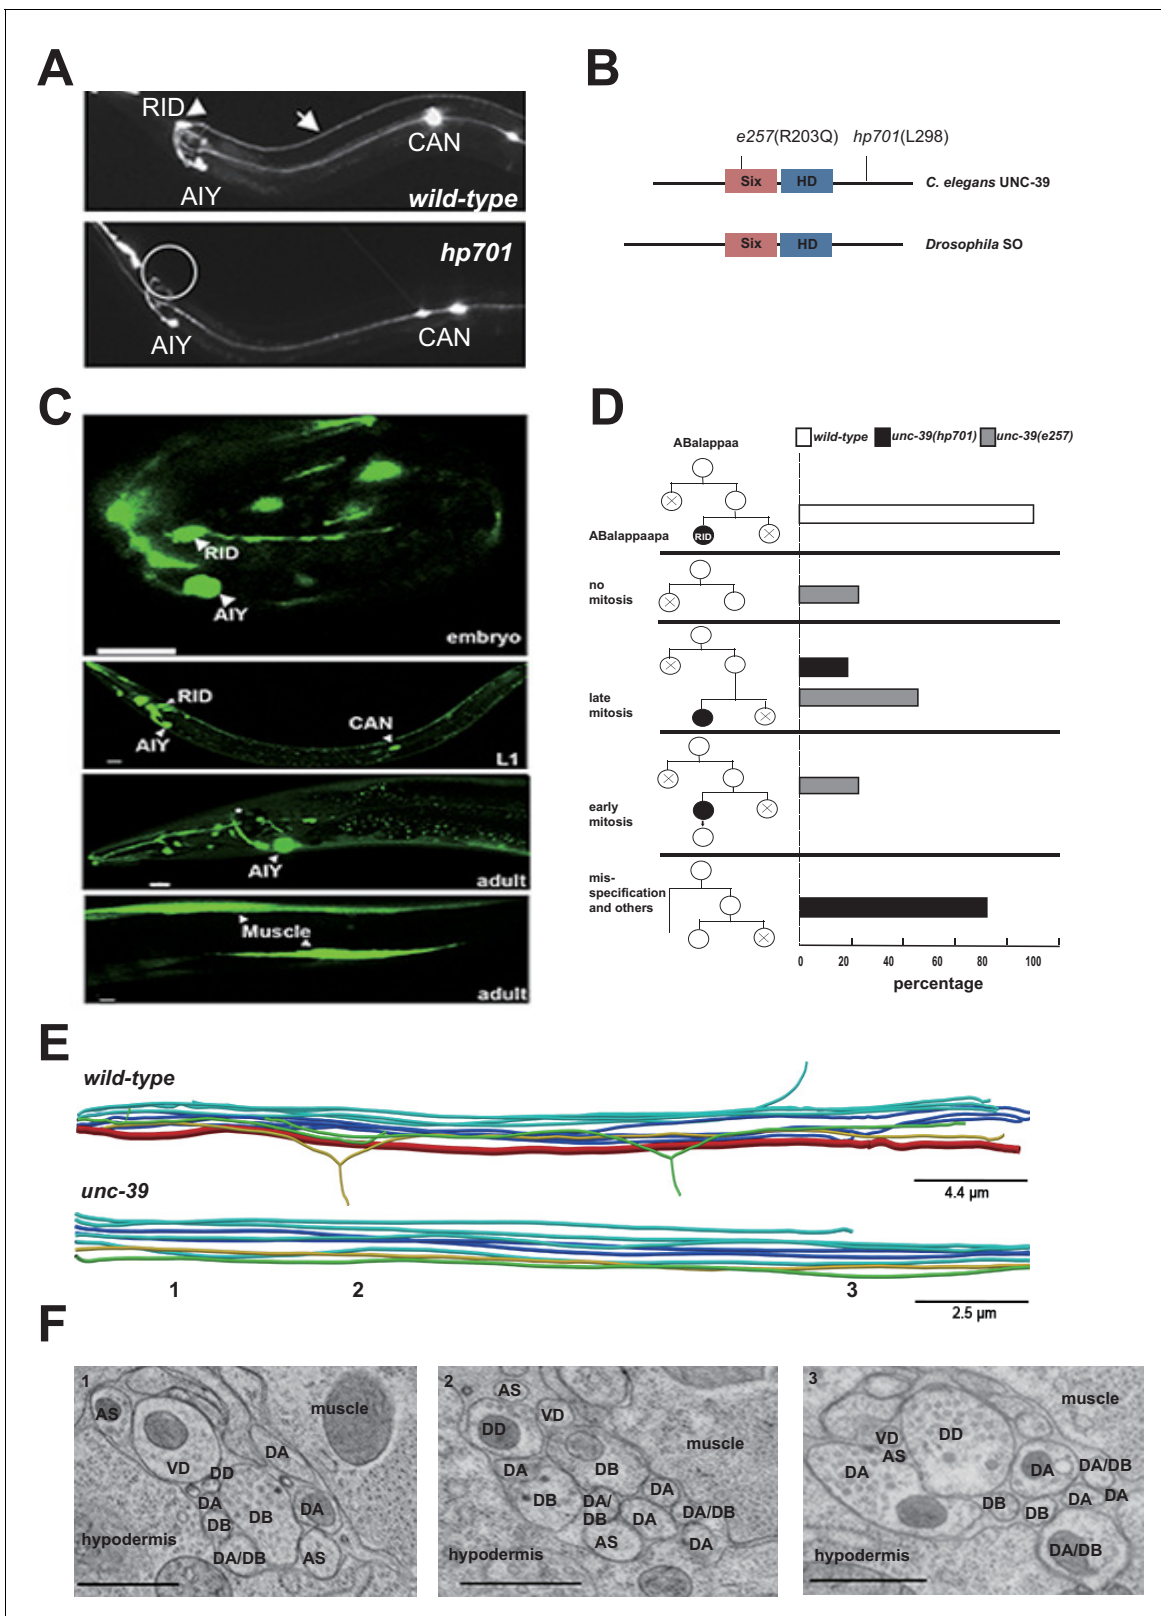 A
RID
CAN
AIY
wild-type
hp701
AIY
CAN
B
e257(R203Q) hp701(L298)
Six HD C. elegans UNC-39
Six HD Drosophila SO
C
RID
AIY
embryo
RID
CAN
AIY
L1
AIY
adult
Muscle
adult
D
wild-type unc-39(hp701) unc-39(e257)
ABalappaa
ABalappaapa
RID
no
mitosis
late
mitosis
early
mitosis
mis-
specification
and others
0 20 40 60 80 100
percentage
E
wild-type
4.4 µm
unc-39
1 2 3
2.5 µm
F
1
AS
muscle
VD DD DA
DA DB DB DA
hypodermis
DA/DB AS
2
AS
DD VD
muscle
DA DB
DB DA/
DB DA DA DA/DB
AS DA
hypodermis
3
muscle
VD DD
AS
DA DA DA/DB
DB DB DA DA
hypodermis
DA/DB